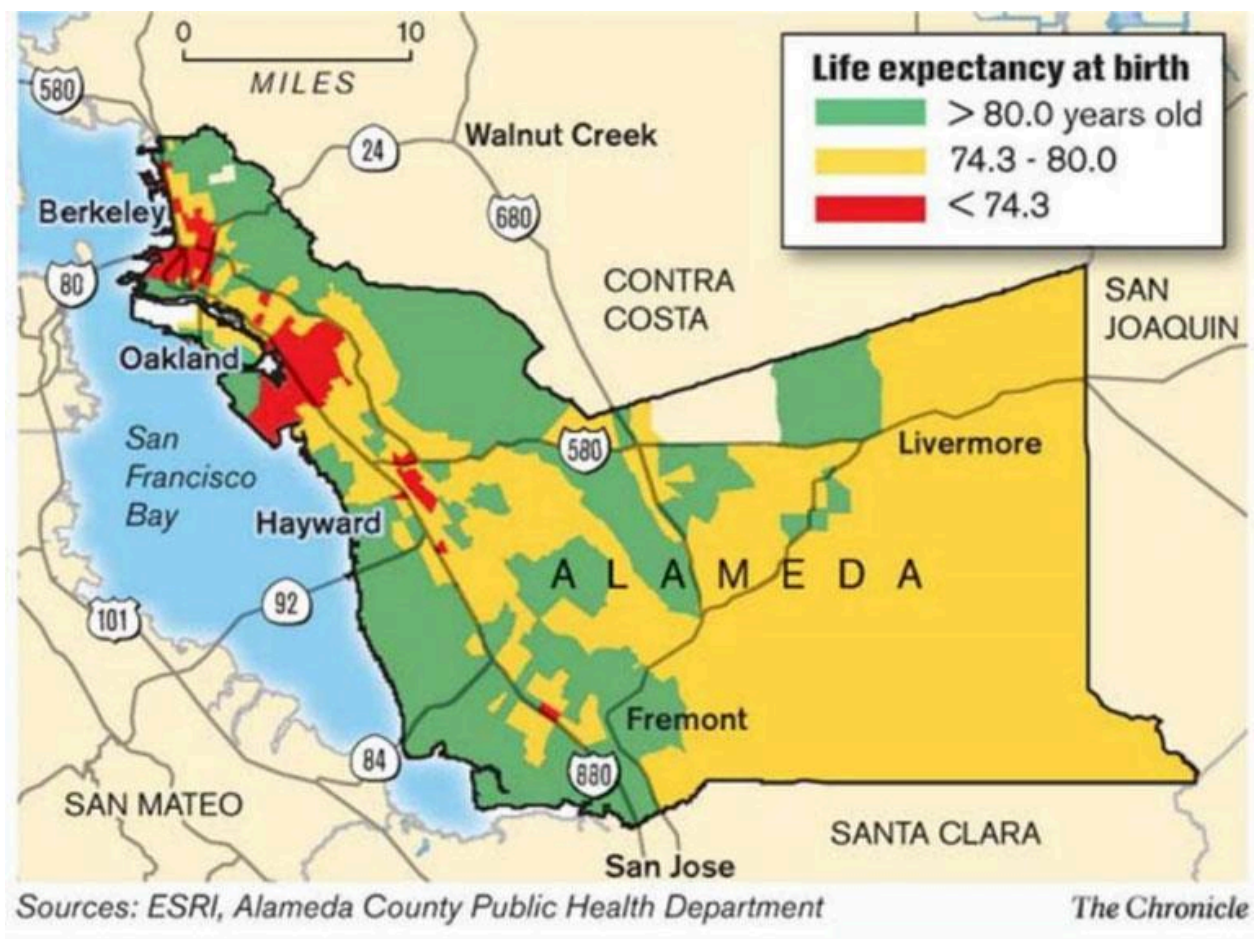 0 10
MILES
Life expectancy at birth
> 80.0 years old
74.3 - 80.0
< 74.3
580
24
Walnut Creek
680
Berkeley
80
CONTRA
COSTA
SAN
JOAQUIN
Oakland
San
Francisco
Bay
580
Livermore
Hayward
ALAMEDA
92
101
Fremont
84
880
SAN MATEO
SANTA CLARA
San Jose
Sources: ESRI, Alameda County Public Health Department
The Chronicle